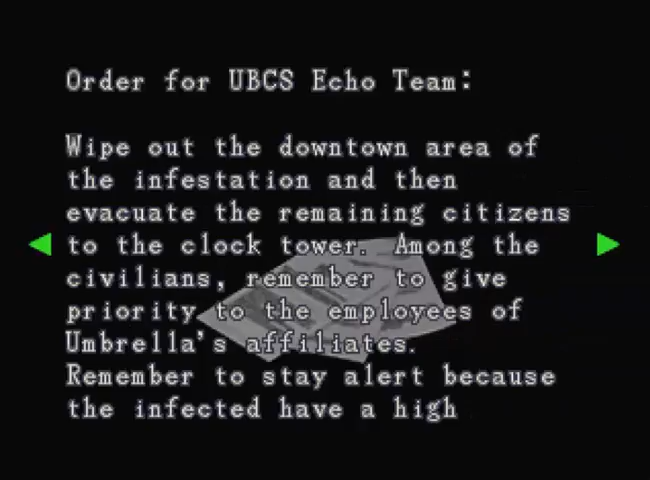 Order for UBCS Echo Team:
Wipe out the downtown area of
the infestation and then
evacuate the remaining citizens
to the clock tower. Among the
civilians, remember to give
priority to the employees of
Umbrella's affiliates.
Remember to stay alert because
the infected have a high